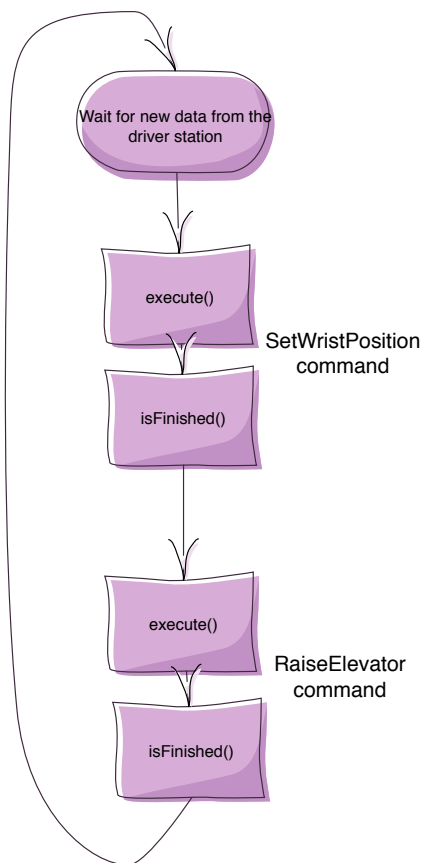 Wait for new data from the
driver station
execute()
SetWristPosition
command
isFinished()
execute()
RaiseElevator
command
isFinished()